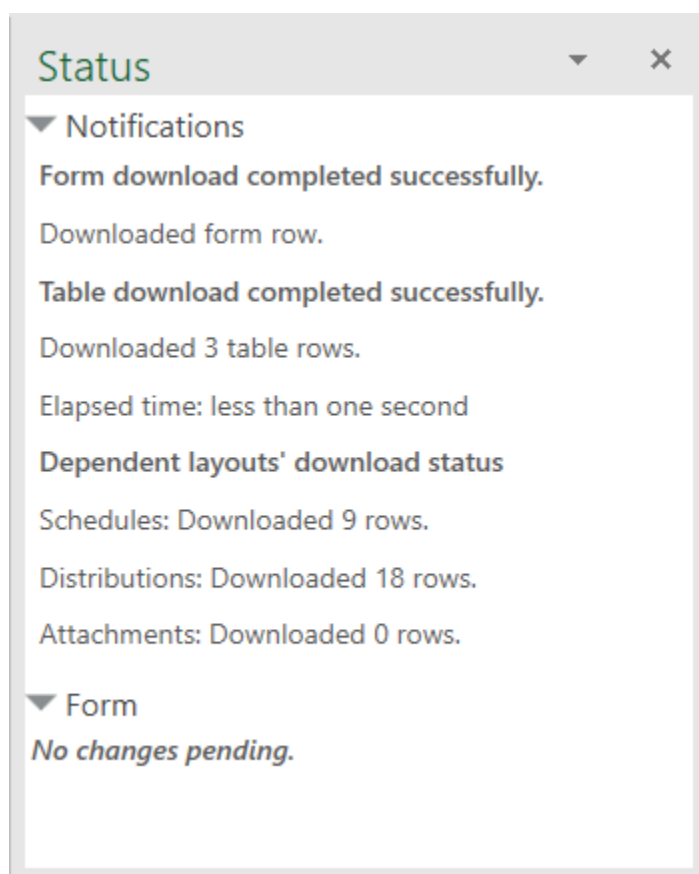 Status
Notifications
Form download completed successfully.
Downloaded form row.
Table download completed successfully.
Downloaded 3 table rows.
Elapsed time: less than one second
Dependent layouts' download status
Schedules: Downloaded 9 rows.
Distributions: Downloaded 18 rows.
Attachments: Downloaded 0 rows.
Form
No changes pending.